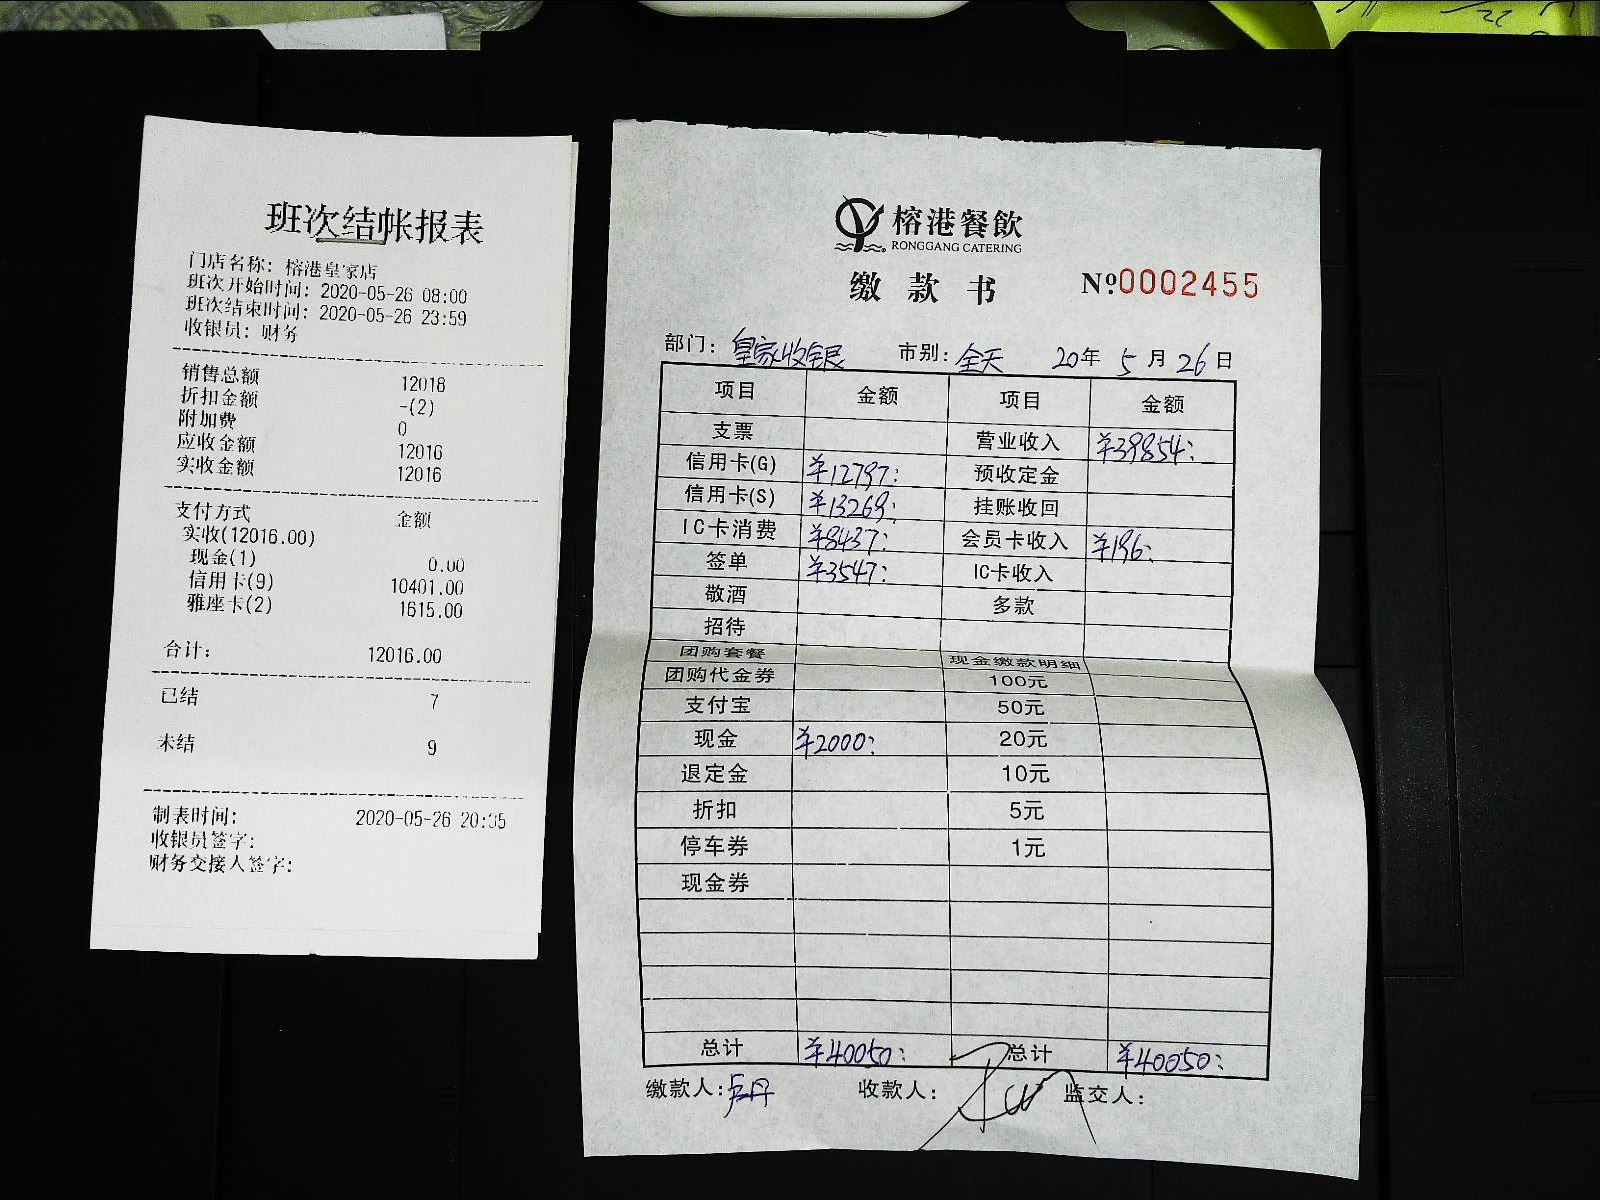 班次结帐报表
门店名称: 榕港皇家店
班次开始时间: 2020-05-26 08:00
班次结束时间: 2020-05-26 23:59
收银员: 财务
销售总额 12018
折扣金额 -(2)
附加费 0
应收金额 12016
实收金额 12016
支付方式 金额
实收(12016.00)
现金(1) 0.00
信用卡(9) 10401.00
雅座卡(2) 1615.00
合计: 12016.00
已结 7
未结 9
制表时间: 2020-05-26 20:35
收银员签字:
财务交接人签字:
榕港餐飲
RONGGANG CATERING
缴款书 №0002455
部门: 皇家收银 市别: 全天 20年 5月 26日
项目 金额 项目 金额
支票 营业收入 ¥39854:
信用卡(G) ¥12797: 预收定金
信用卡(S) ¥13269: 挂账收回
IC卡消费 ¥8437: 会员卡收入 ¥196:
签单 ¥3547: IC卡收入
敬酒 多款
招待
团购套餐 现金缴款明细
团购代金券 100元
支付宝 50元
现金 ¥2000: 20元
退定金 10元
折扣 5元
停车券 1元
现金券
总计 ¥40050: 总计 ¥40050:
缴款人: 卢丹 收款人: 监交人: